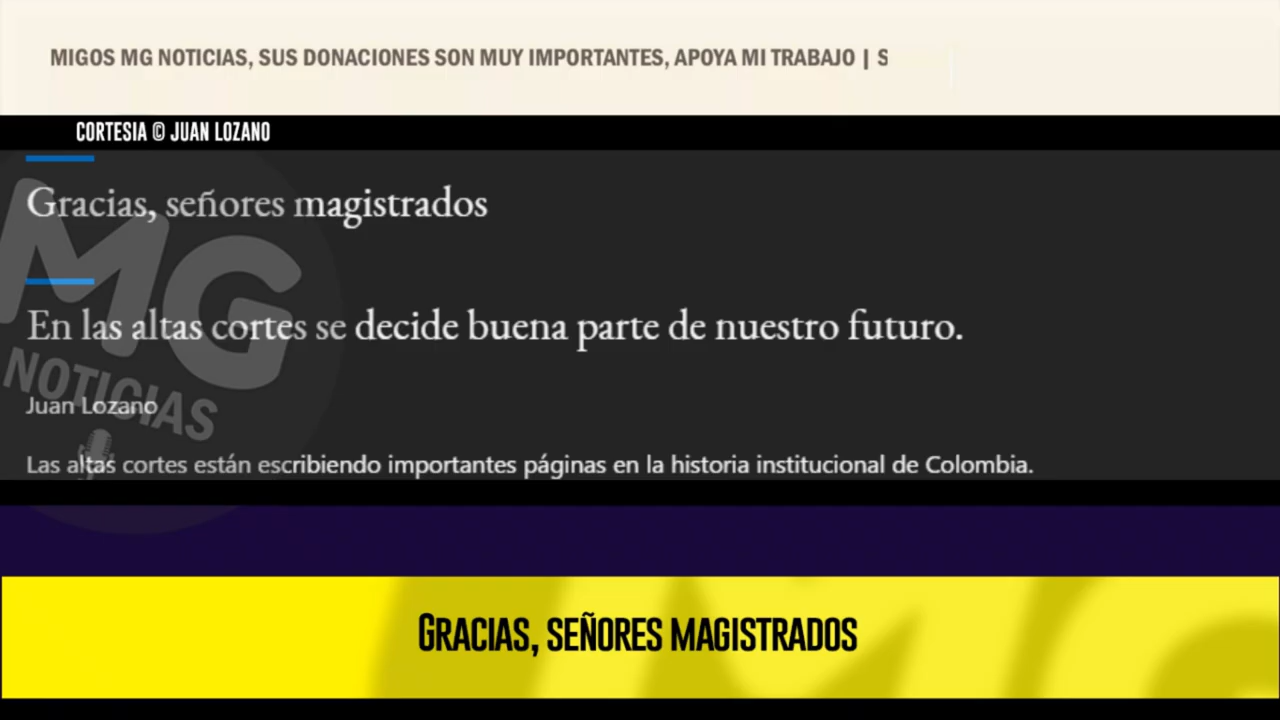 MIGOS MG NOTICIAS, SUS DONACIONES SON MUY IMPORTANTES, APOYA MI TRABAJO | S
CORTESIA © JUAN LOZANO
Gracias, señores magistrados
En las altas cortes se decide buena parte de nuestro futuro.
MG
NOTICIAS
Juan Lozano
Las altas cortes están escribiendo importantes páginas en la historia institucional de Colombia.
GRACIAS, SEÑORES MAGISTRADOS